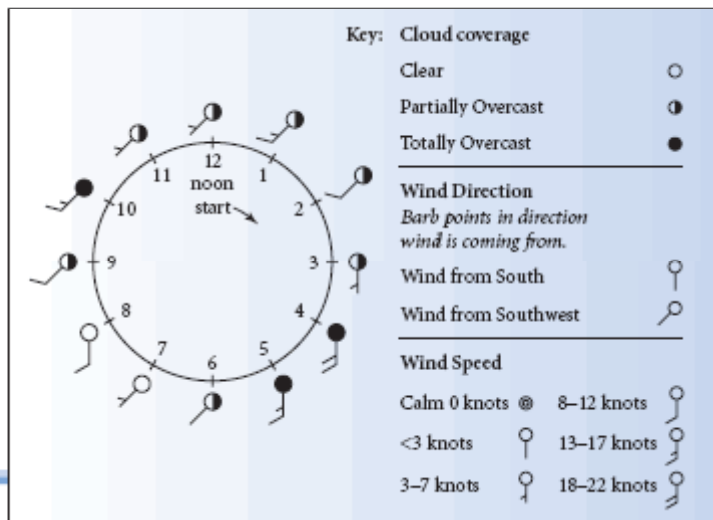 Key: Cloud coverage
Clear
Partially Overcast
Totally Overcast
Wind Direction
Barb points in direction
wind is coming from.
Wind from South
Wind from Southwest
Wind Speed
Calm 0 knots 8–12 knots
<3 knots 13–17 knots
3–7 knots 18–22 knots
12
noon
start
1
2
3
4
5
6
7
8
9
10
11